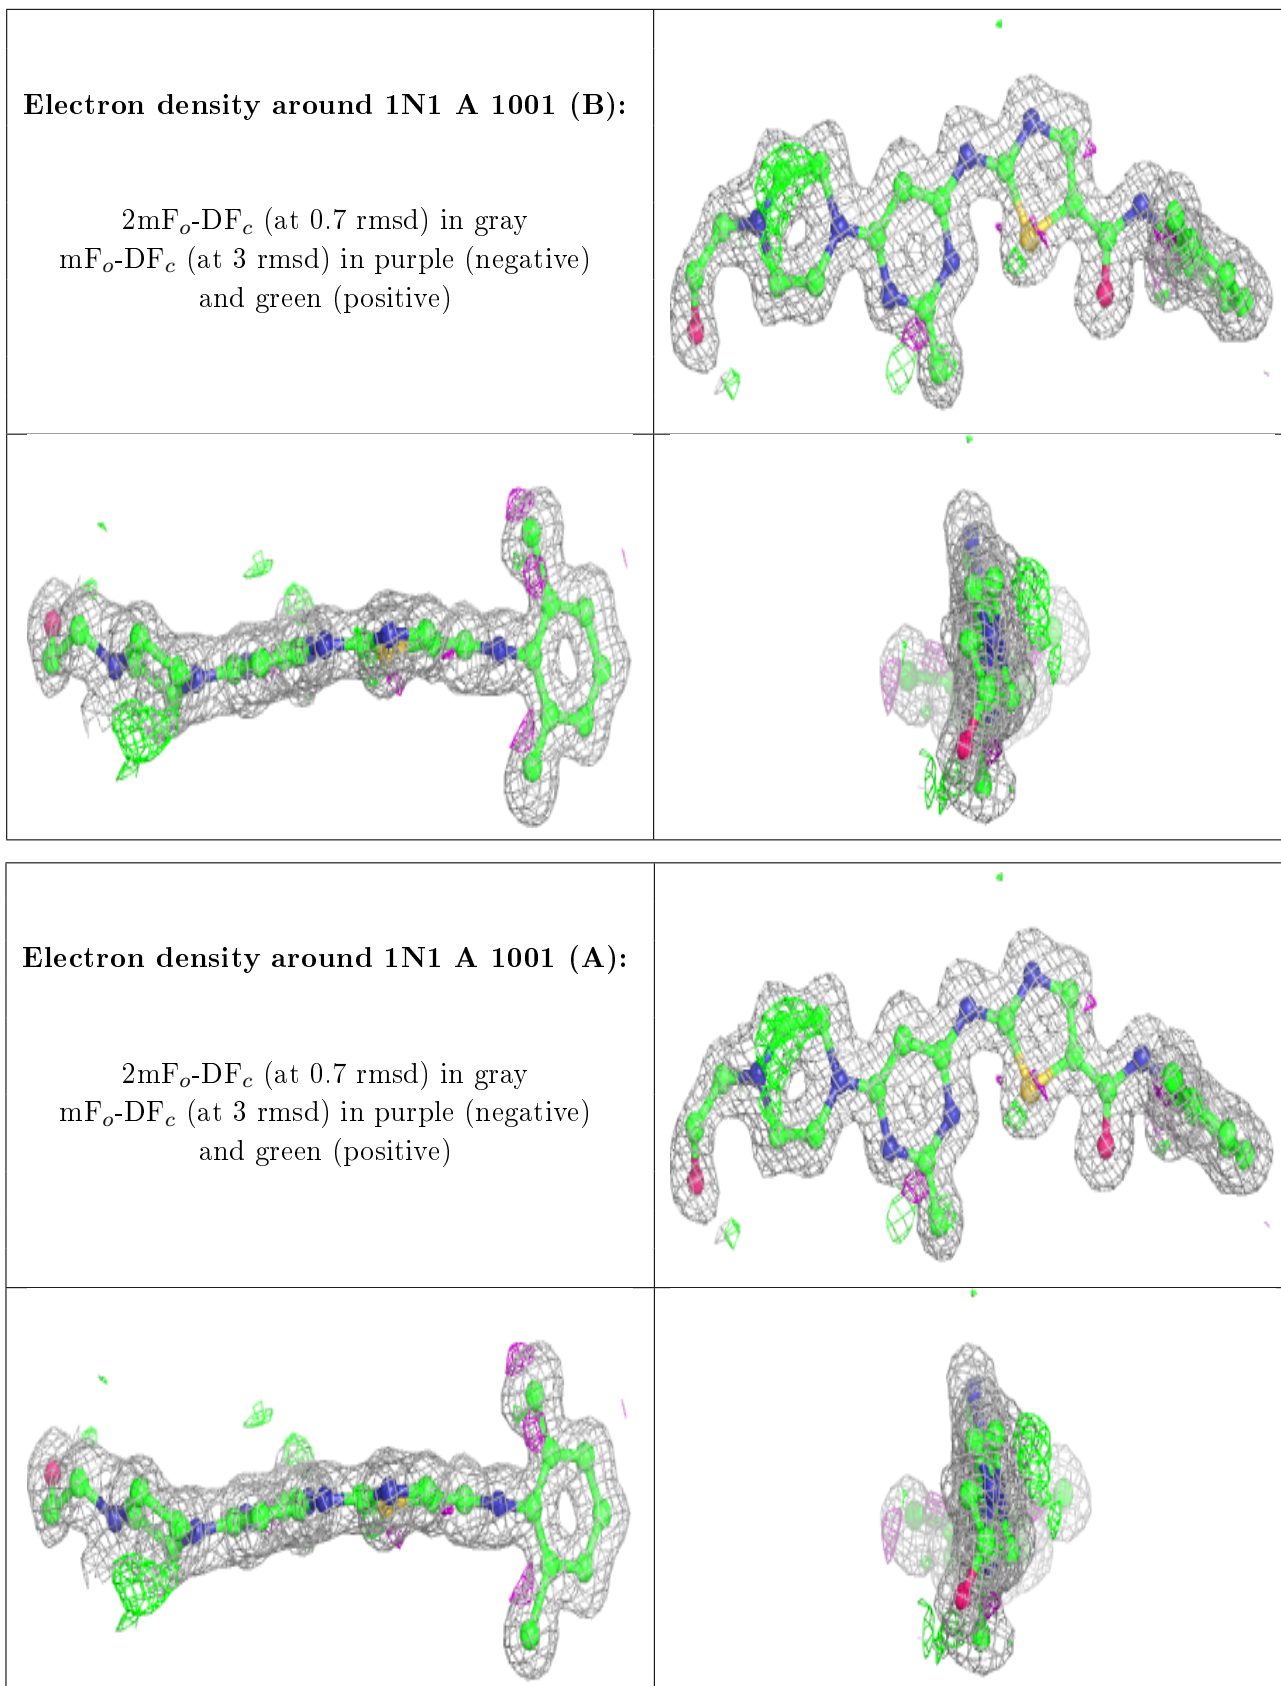 Electron density around 1N1 A 1001 (B):
2mFo-DFc (at 0.7 rmsd) in gray
mFo-DFc (at 3 rmsd) in purple (negative)
and green (positive)
Electron density around 1N1 A 1001 (A):
2mFo-DFc (at 0.7 rmsd) in gray
mFo-DFc (at 3 rmsd) in purple (negative)
and green (positive)